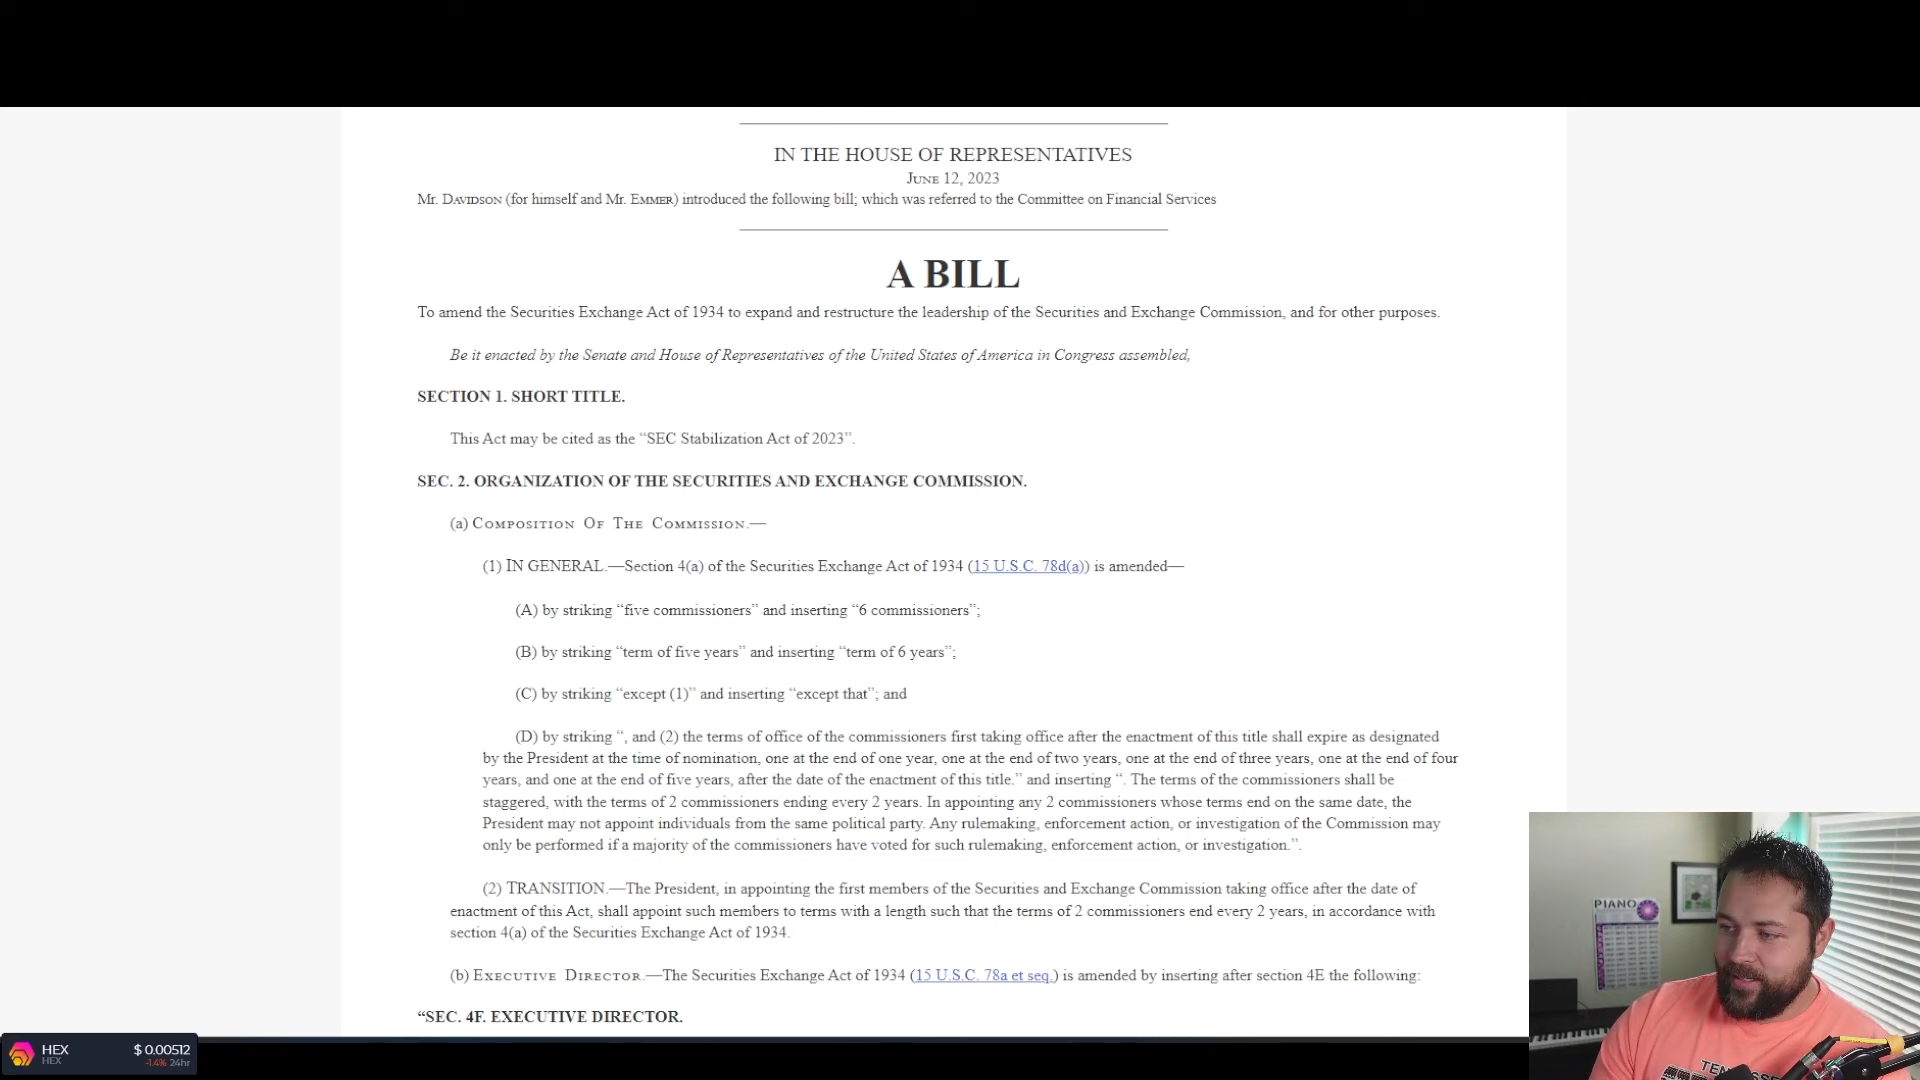 IN THE HOUSE OF REPRESENTATIVES
JUNE 12, 2023
Mr. DAVIDSON (for himself and Mr. EMMER) introduced the following bill; which was referred to the Committee on Financial Services
A BILL
To amend the Securities Exchange Act of 1934 to expand and restructure the leadership of the Securities and Exchange Commission, and for other purposes.
Be it enacted by the Senate and House of Representatives of the United States of America in Congress assembled,
SECTION 1. SHORT TITLE.
This Act may be cited as the “SEC Stabilization Act of 2023”.
SEC. 2. ORGANIZATION OF THE SECURITIES AND EXCHANGE COMMISSION.
(a) COMPOSITION OF THE COMMISSION.—
(1) IN GENERAL.—Section 4(a) of the Securities Exchange Act of 1934 (15 U.S.C. 78d(a)) is amended—
(A) by striking “five commissioners” and inserting “6 commissioners”;
(B) by striking “term of five years” and inserting “term of 6 years”;
(C) by striking “except (1)” and inserting “except that”; and
(D) by striking “, and (2) the terms of office of the commissioners first taking office after the enactment of this title shall expire as designated
by the President at the time of nomination, one at the end of one year, one at the end of two years, one at the end of three years, one at the end of four
years, and one at the end of five years, after the date of the enactment of this title.” and inserting “. The terms of the commissioners shall be
staggered, with the terms of 2 commissioners ending every 2 years. In appointing any 2 commissioners whose terms end on the same date, the
President may not appoint individuals from the same political party. Any rulemaking, enforcement action, or investigation of the Commission may
only be performed if a majority of the commissioners have voted for such rulemaking, enforcement action, or investigation.”.
(2) TRANSITION.—The President, in appointing the first members of the Securities and Exchange Commission taking office after the date of
enactment of this Act, shall appoint such members to terms with a length such that the terms of 2 commissioners end every 2 years, in accordance with
section 4(a) of the Securities Exchange Act of 1934.
(b) EXECUTIVE DIRECTOR.—The Securities Exchange Act of 1934 (15 U.S.C. 78a et seq.) is amended by inserting after section 4E the following:
“SEC. 4F. EXECUTIVE DIRECTOR.
HEX $ 0.00512
HEX -1.4% 24hr
PIANO